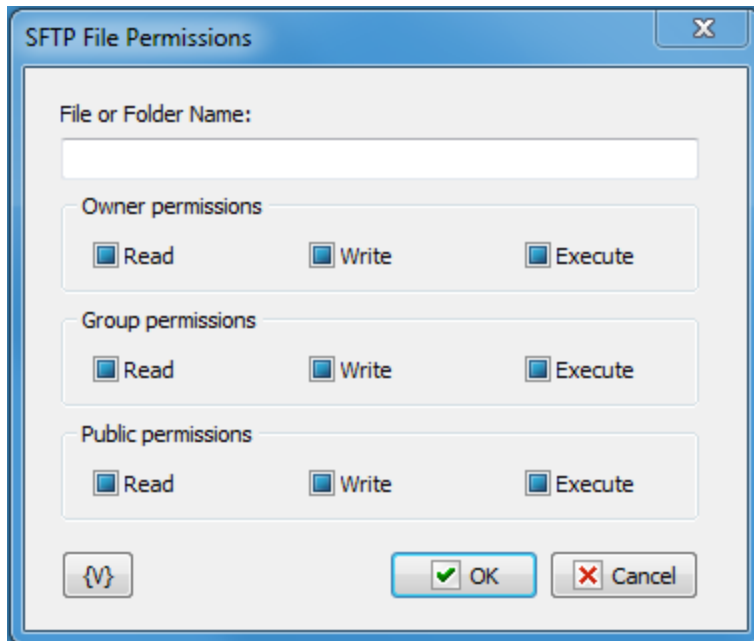 SFTP File Permissions
File or Folder Name:
Owner permissions
Read Write Execute
Group permissions
Read Write Execute
Public permissions
Read Write Execute
{V} OK Cancel